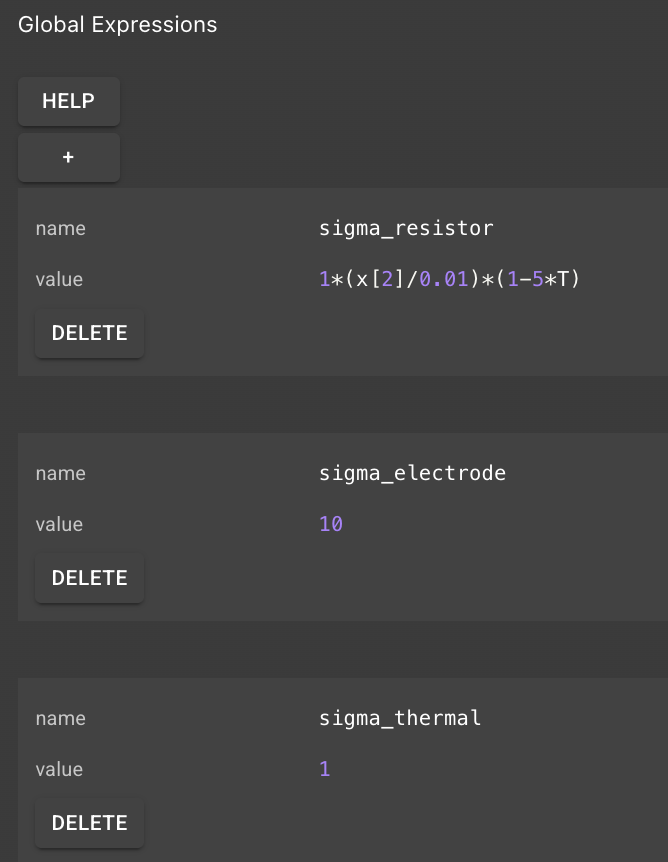 Global Expressions
HELP
+
name sigma_resistor
value 1*(x[2]/0.01)*(1-5*T)
DELETE
name sigma_electrode
value 10
DELETE
name sigma_thermal
value 1
DELETE